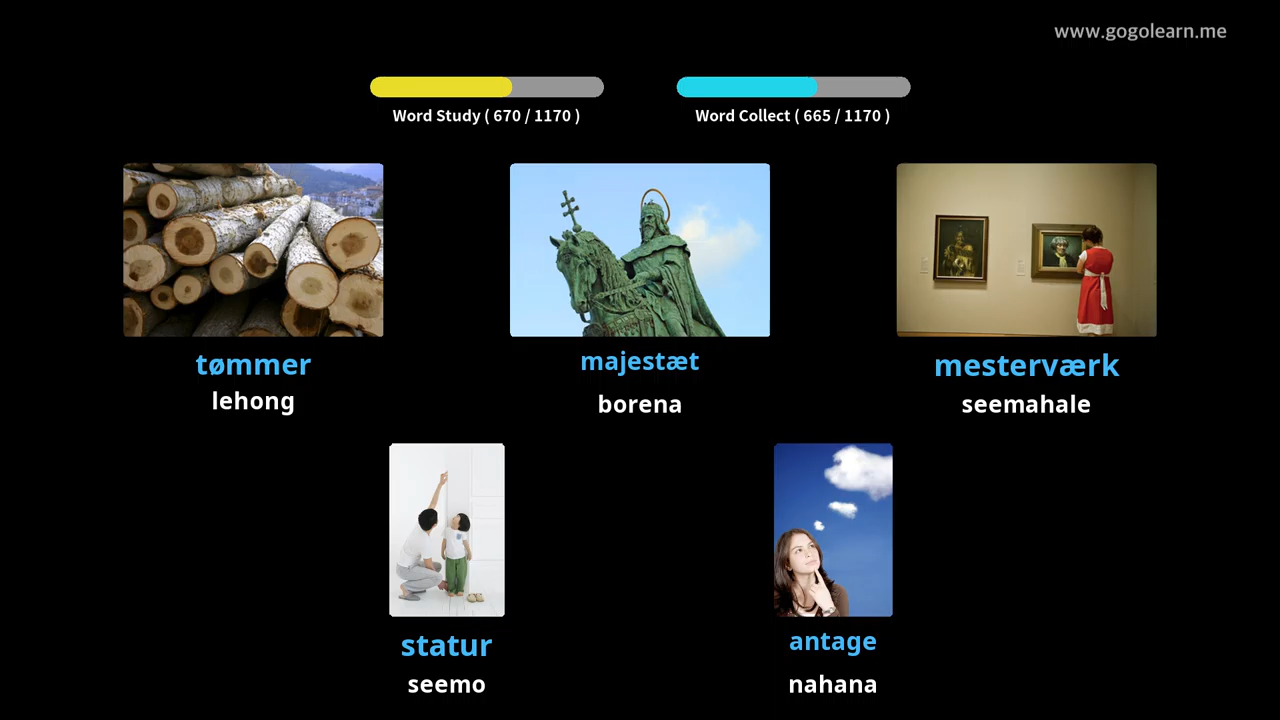 www.gogolearn.me
Word Study ( 670 / 1170 )
Word Collect ( 665 / 1170 )
tømmer
lehong
majestæt
borena
mesterværk
seemahale
statur
seemo
antage
nahana